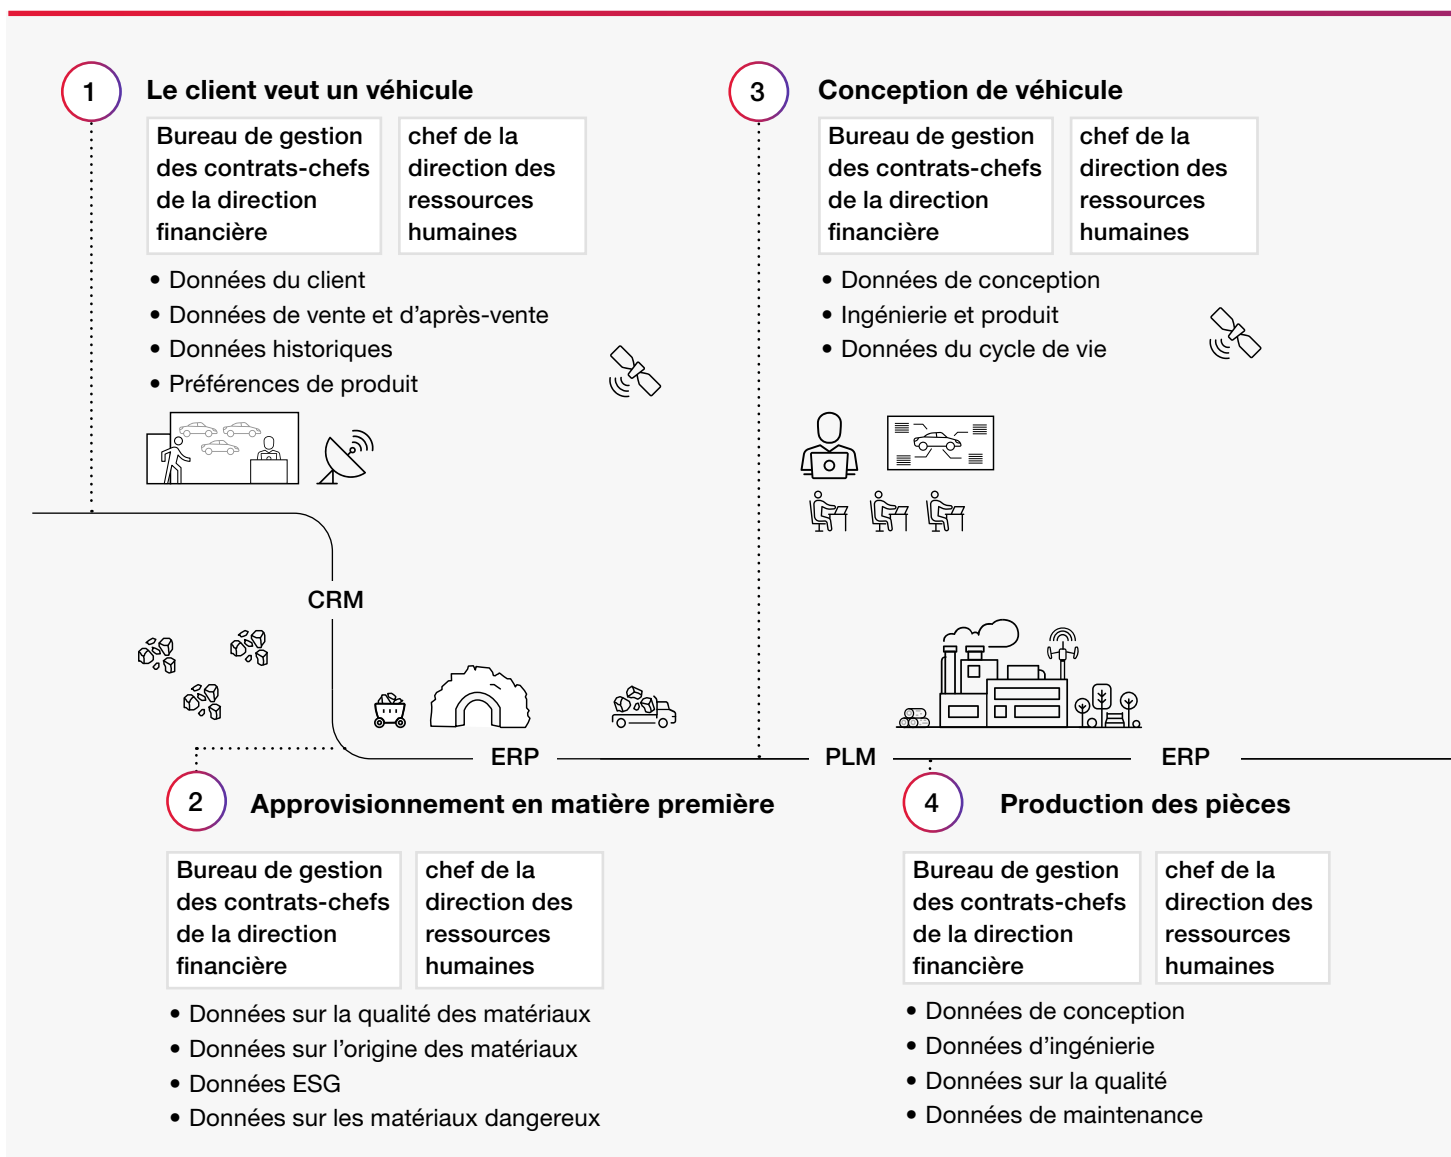 1
Le client veut un véhicule
Bureau de gestion
des contrats-chefs
de la direction
financière
chef de la
direction des
ressources
humaines
• Données du client
• Données de vente et d'après-vente
• Données historiques
• Préférences de produit
3
Conception de véhicule
Bureau de gestion
des contrats-chefs
de la direction
financière
chef de la
direction des
ressources
humaines
• Données de conception
• Ingénierie et produit
• Données du cycle de vie
CRM
ERP
PLM
ERP
2
Approvisionnement en matière première
Bureau de gestion
des contrats-chefs
de la direction
financière
chef de la
direction des
ressources
humaines
• Données sur la qualité des matériaux
• Données sur l'origine des matériaux
• Données ESG
• Données sur les matériaux dangereux
4
Production des pièces
Bureau de gestion
des contrats-chefs
de la direction
financière
chef de la
direction des
ressources
humaines
• Données de conception
• Données d'ingénierie
• Données sur la qualité
• Données de maintenance